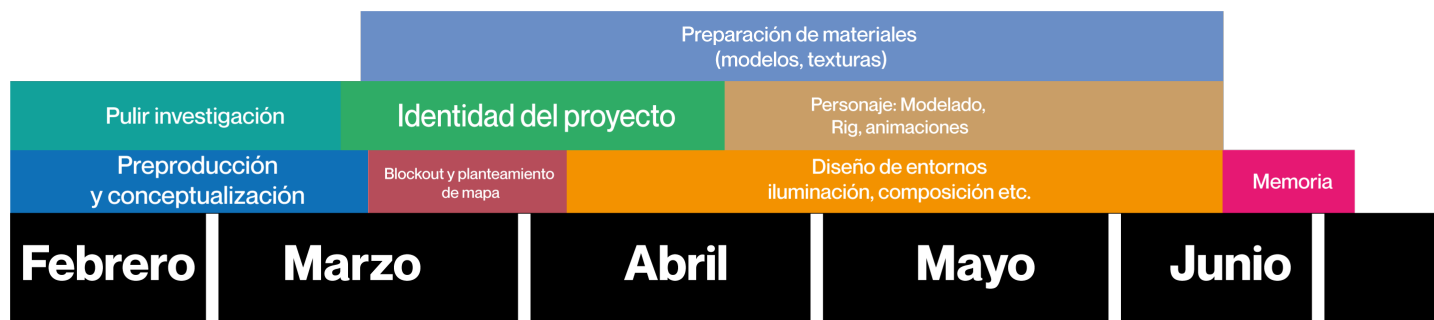 Preparación de materiales
(modelos, texturas)
Pulir investigación
Identidad del proyecto
Personaje: Modelado,
Rig, animaciones
Preproducción
y conceptualización
Blockout y planteamiento
de mapa
Diseño de entornos
iluminación, composición etc.
Memoria
Febrero
Marzo
Abril
Mayo
Junio